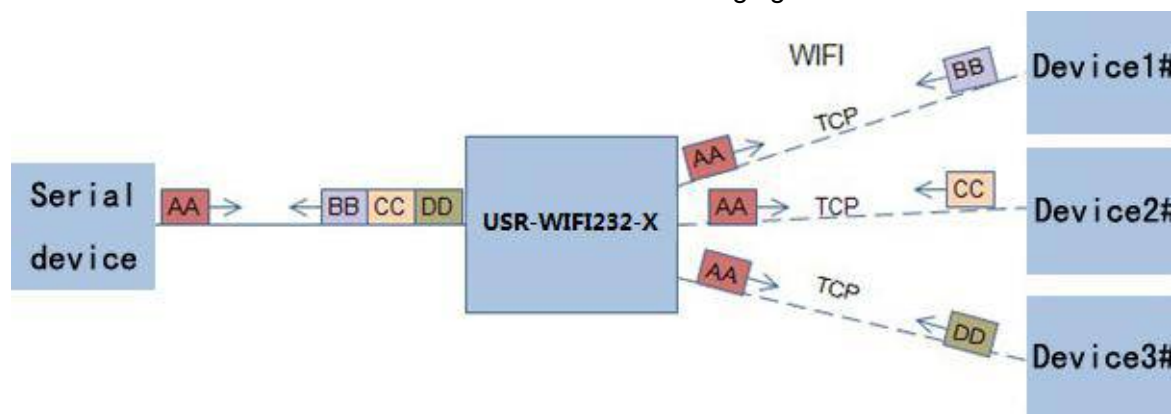 WIFI
BB
Device1#
TCP
AA
Serial
device
AA
BB CC DD
USR-WIFI232-X
AA
TCP
CC
Device2#
AA
TCP
DD
Device3#